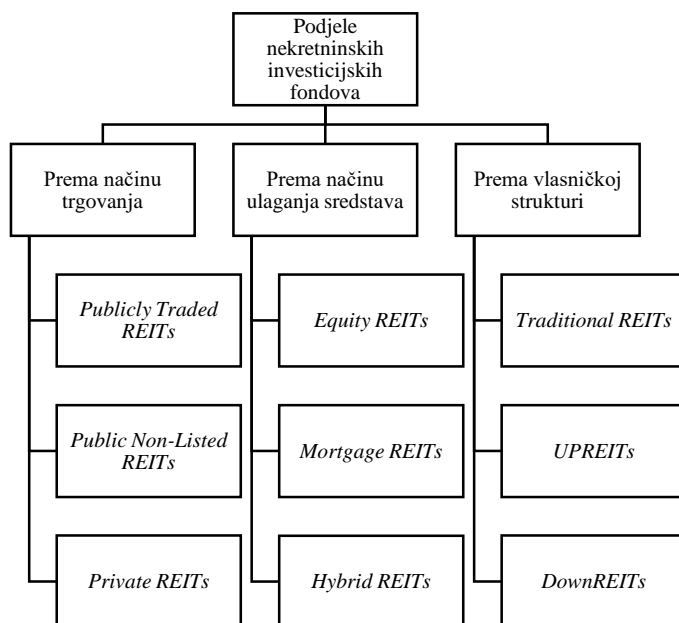 Podjele
nekretninskih
investicijskih
fondova
Prema načinu
trgovanja
Prema načinu
ulaganja sredstava
Prema vlasničkoj
strukturi
Publicly Traded
REITs
Equity REITs
Traditional REITs
Public Non-Listed
REITs
Mortgage REITs
UPREITs
Private REITs
Hybrid REITs
DownREITs